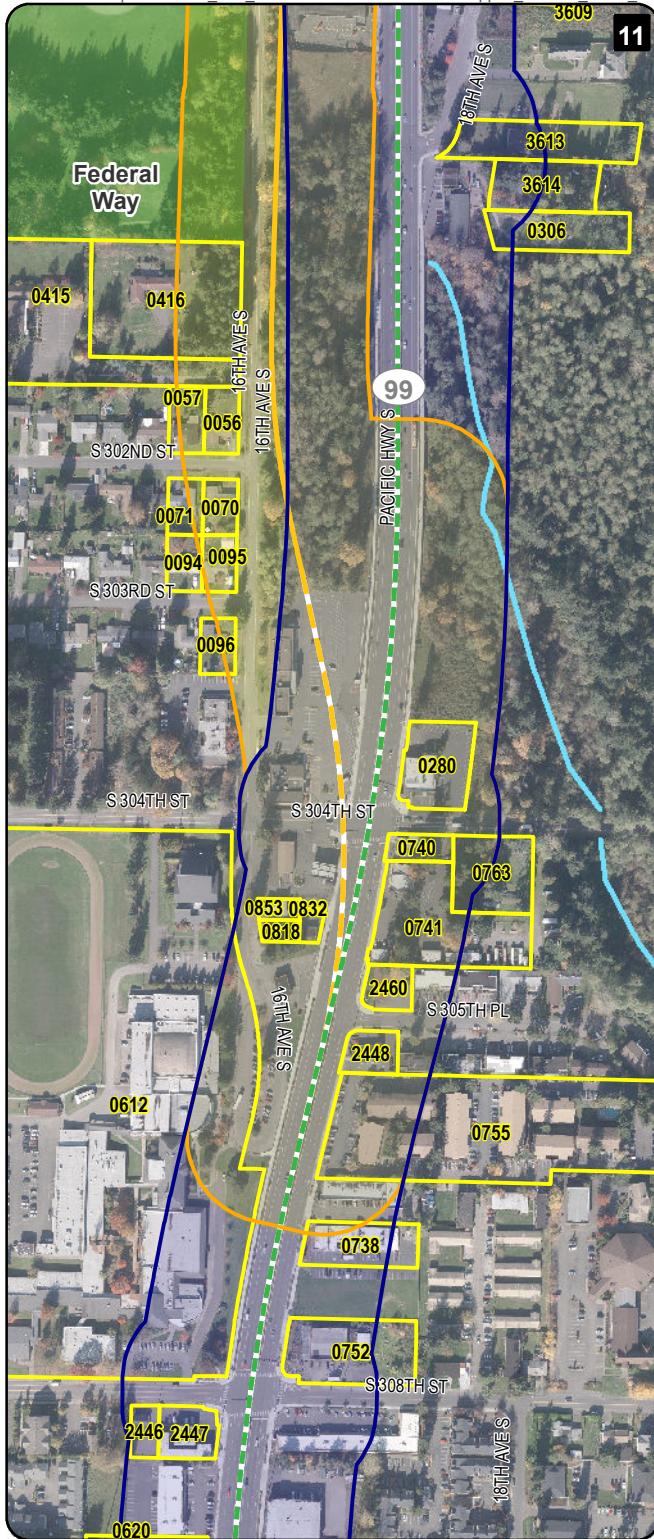 3609
11
18TH AVE S
3613
3614
0306
Federal
Way
0415
0416
16TH AVE S
16TH AVE S
99
PACIFIC HWY S
0057
0056
S 302ND ST
0071
0070
0094
0095
S 303RD ST
0096
0280
S 304TH ST
S 304TH ST
0740
0763
0853
0832
0818
0741
2460
16TH AVE S
S 305TH PL
2448
0612
0755
0738
0752
S 308TH ST
2446
2447
18TH AVE S
0620